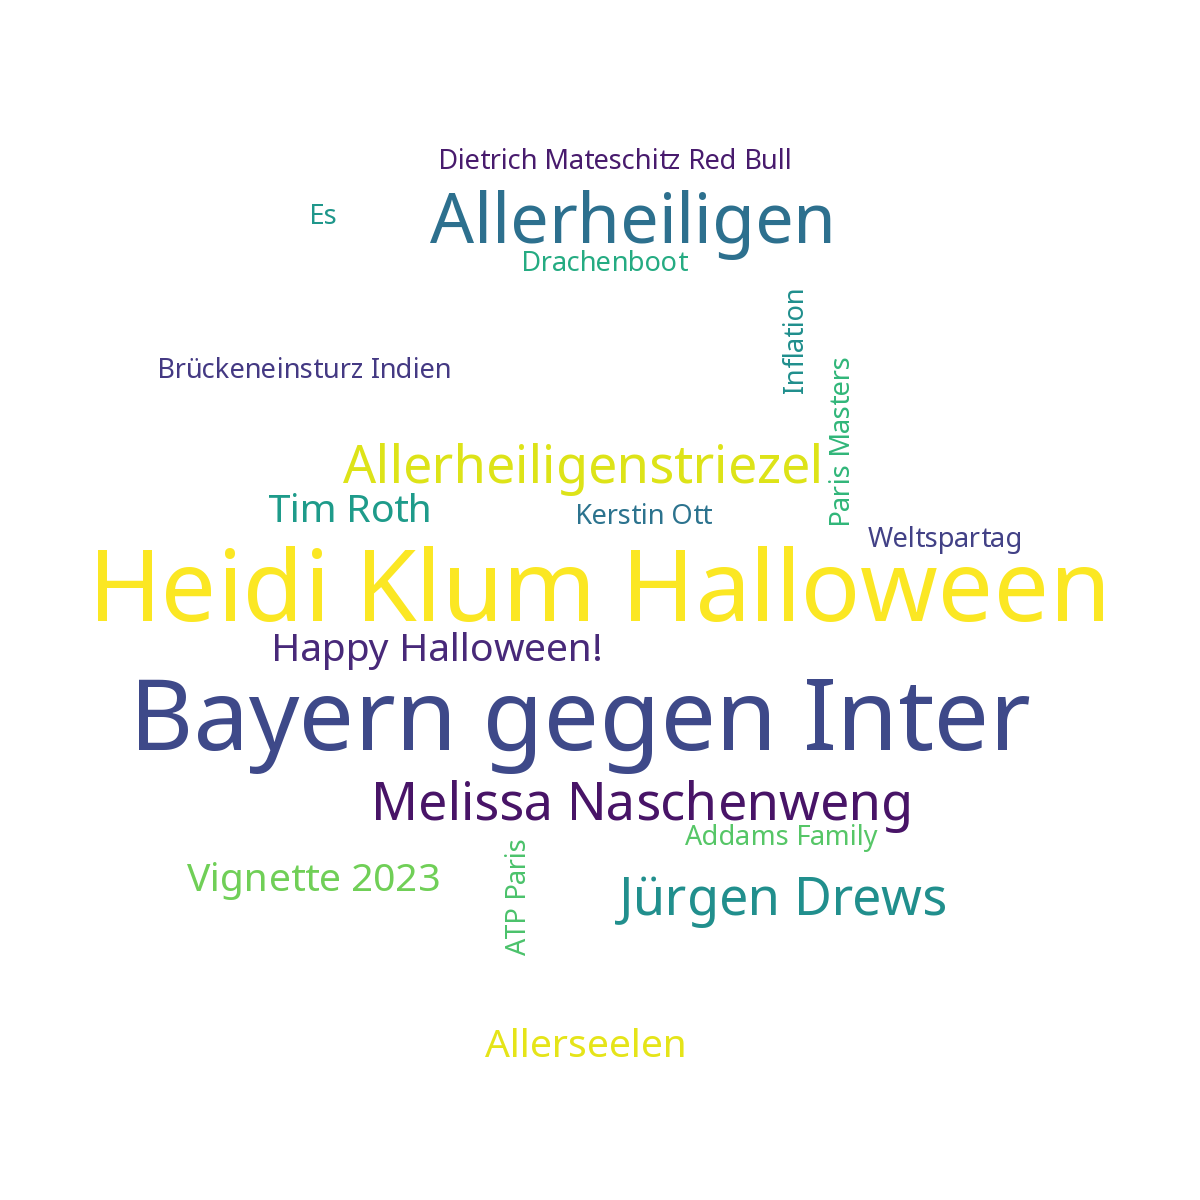 Dietrich Mateschitz Red Bull
Es
Allerheiligen
Drachenboot
Inflation
Brückeneinsturz Indien
Paris Masters
Allerheiligenstriezel
Tim Roth
Kerstin Ott
Weltspartag
Heidi Klum Halloween
Happy Halloween!
Bayern gegen Inter
Melissa Naschenweng
Addams Family
Vignette 2023
ATP Paris
Jürgen Drews
Allerseelen